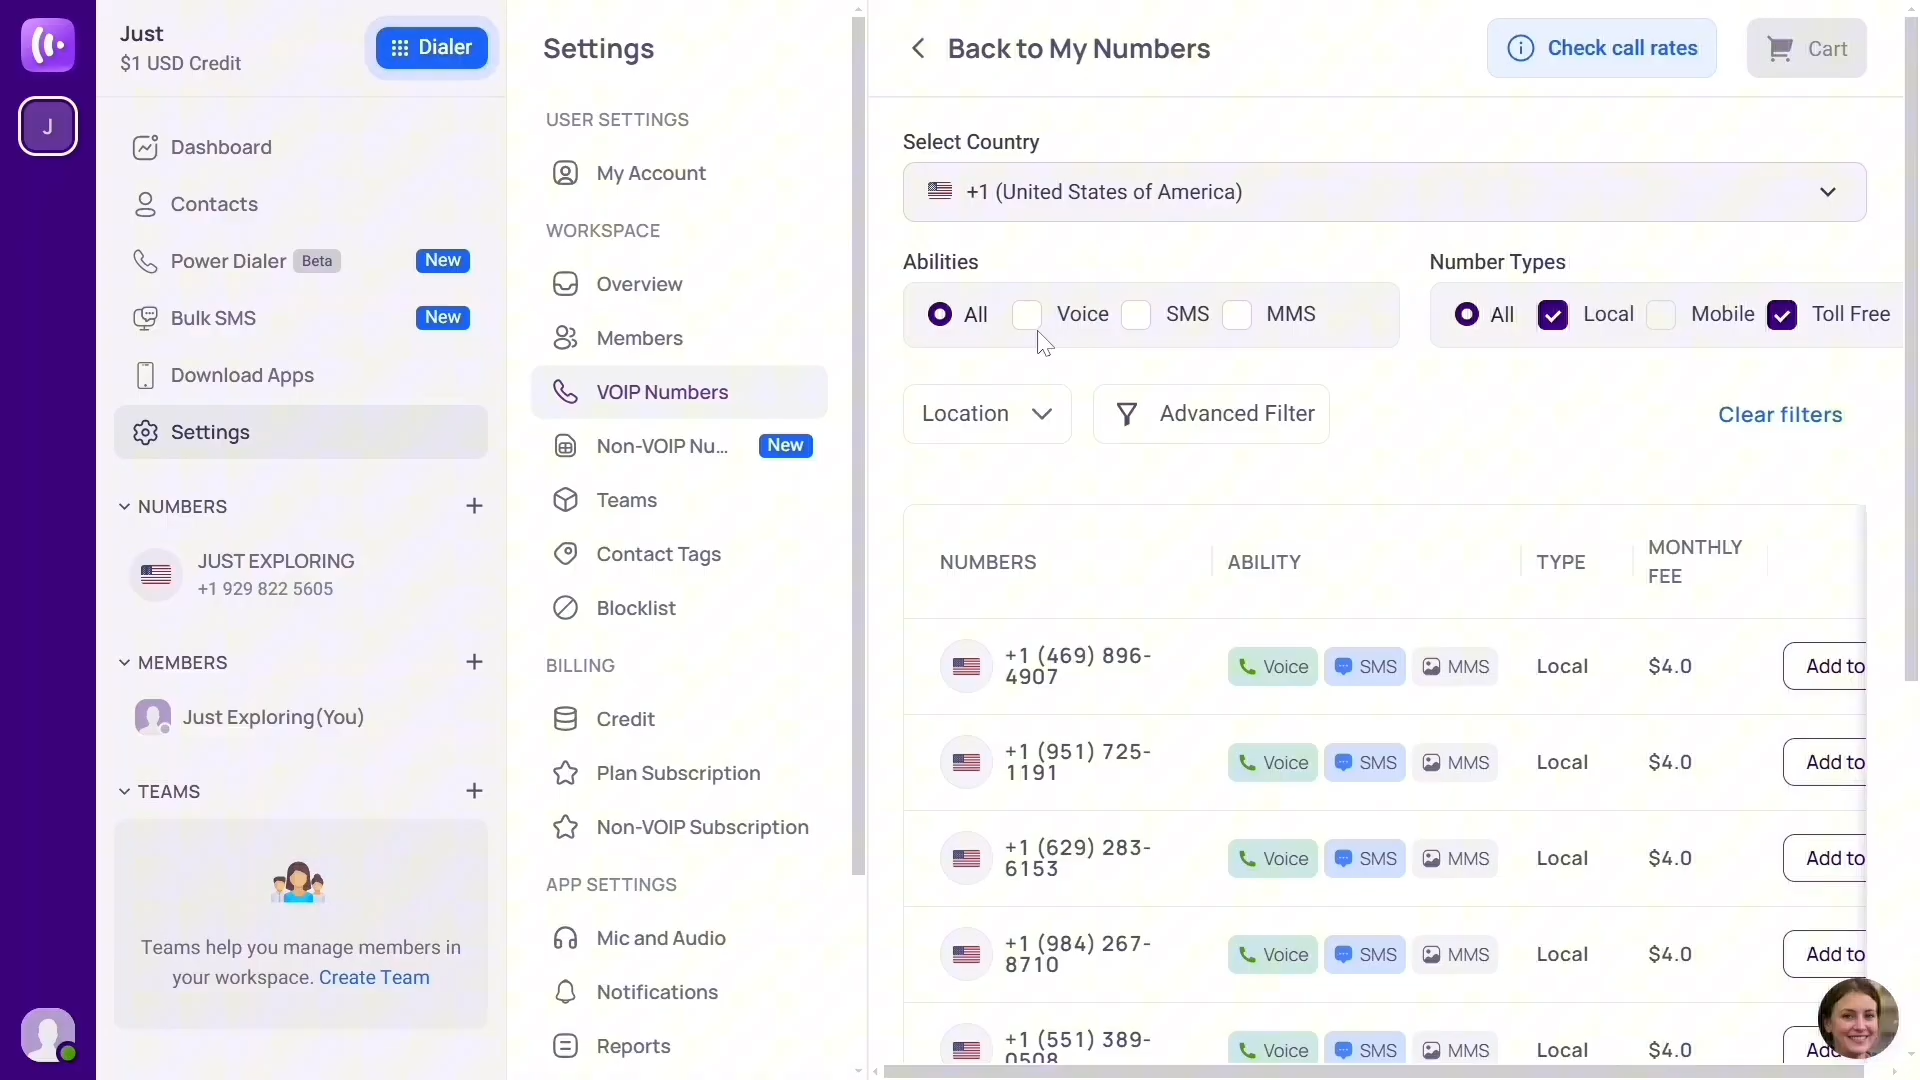 Just
$1 USD Credit
Dialer
J
Dashboard
Contacts
Power Dialer Beta New
Bulk SMS New
Download Apps
Settings
NUMBERS
JUST EXPLORING
+1 929 822 5605
MEMBERS
Just Exploring(You)
TEAMS
Teams help you manage members in
your workspace. Create Team
Settings
USER SETTINGS
My Account
WORKSPACE
Overview
Members
VOIP Numbers
Non-VOIP Nu... New
Teams
Contact Tags
Blocklist
BILLING
Credit
Plan Subscription
Non-VOIP Subscription
APP SETTINGS
Mic and Audio
Notifications
Reports
Back to My Numbers
Check call rates
Cart
Select Country
+1 (United States of America)
Abilities
All Voice SMS MMS
Number Types
All Local Mobile Toll Free
Location
Advanced Filter
Clear filters
NUMBERS ABILITY TYPE MONTHLY
FEE
+1 (469) 896-
4907
Voice SMS MMS Local $4.0 Add to
+1 (951) 725-
1191
Voice SMS MMS Local $4.0 Add to
+1 (629) 283-
6153
Voice SMS MMS Local $4.0 Add to
+1 (984) 267-
8710
Voice SMS MMS Local $4.0 Add to
+1 (551) 389-
0508
Voice SMS MMS Local $4.0